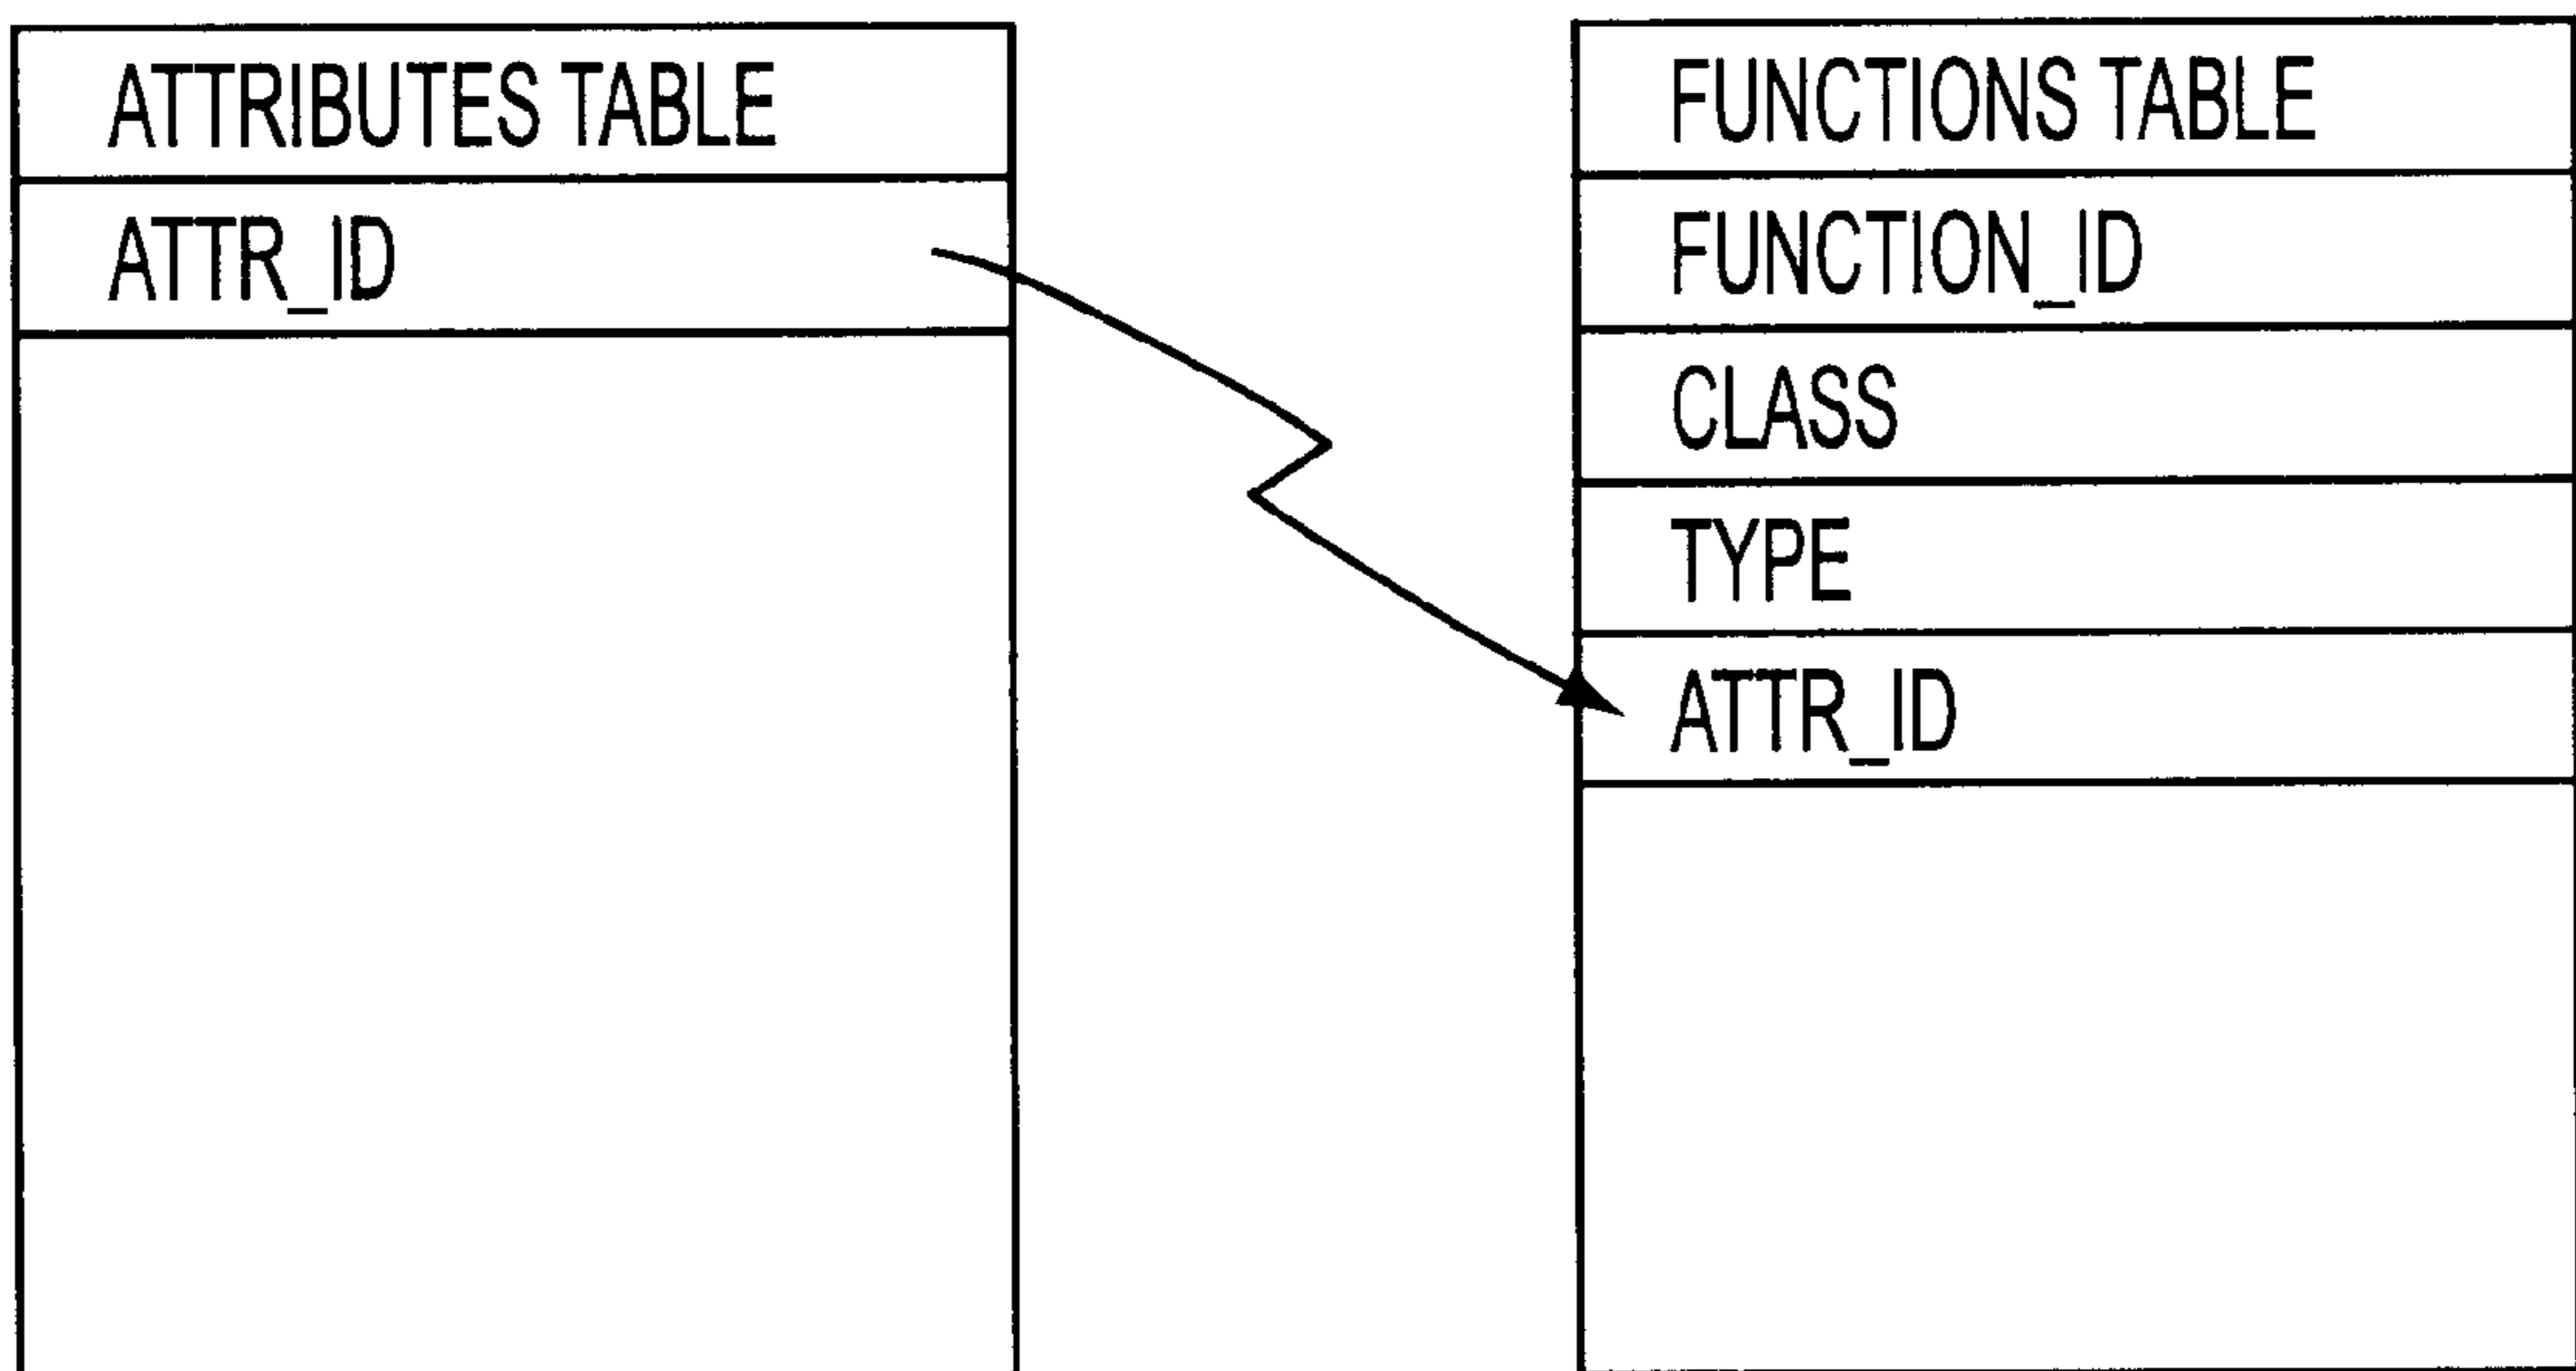 ATTRIBUTES TABLE
ATTR_ID
FUNCTIONS TABLE
FUNCTION_ID
CLASS
TYPE
ATTR_ID